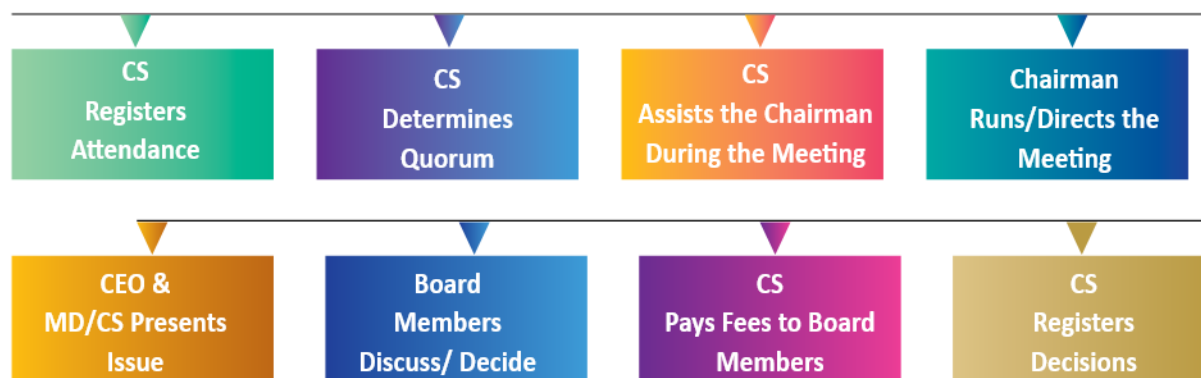 CS
Registers
Attendance
CS
Determines
Quorum
CS
Assists the Chairman
During the Meeting
Chairman
Runs/Directs the
Meeting
CEO &
MD/CS Presents
Issue
Board
Members
Discuss/ Decide
CS
Pays Fees to Board
Members
CS
Registers
Decisions